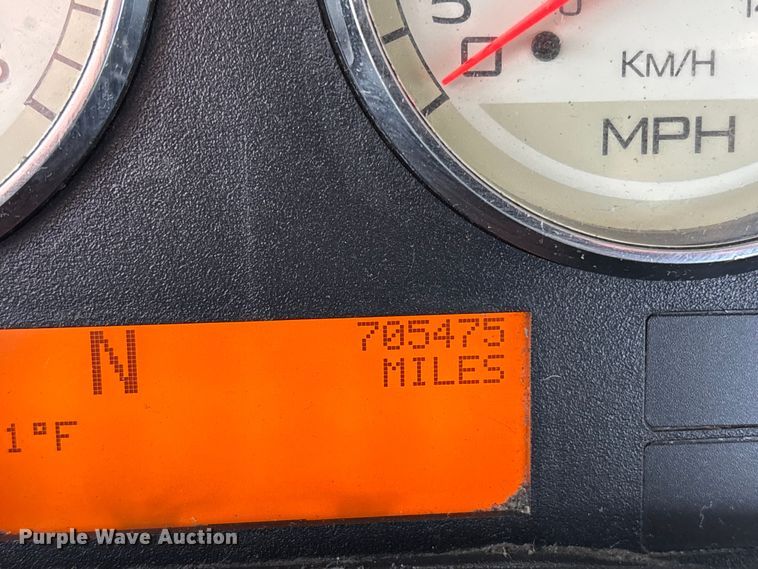 5
0
KM/H
MPH
N
705475
MILES
1°F
Purple Wave Auction